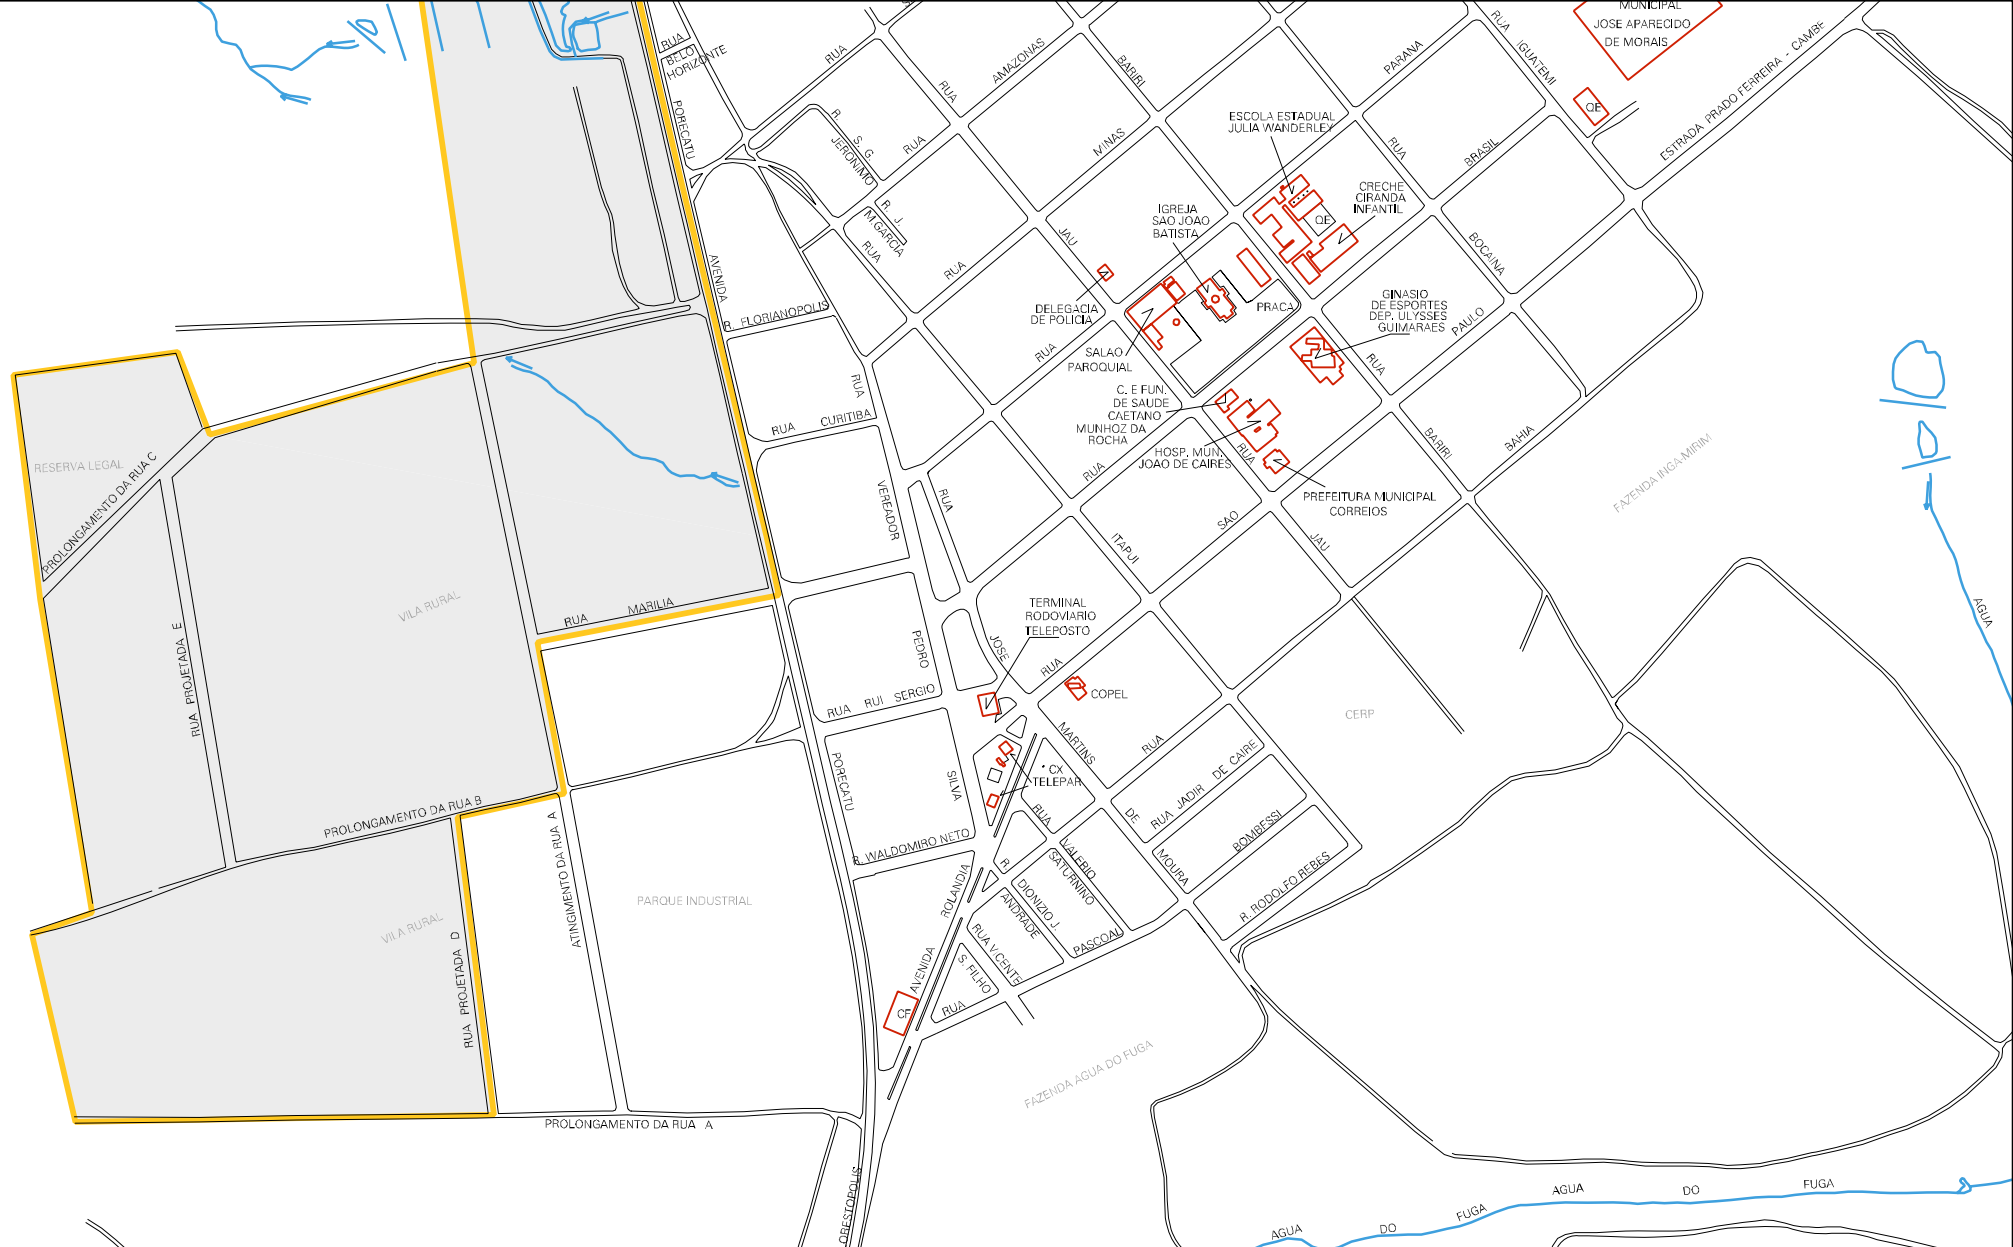 MUNICIPAL
JOSE APARECIDO
DE MORAIS
RUA
IGUATEMI
QE
ESTRADA PRADO FERREIRA - CAMBE
RUA
BELO
HORIZONTE
RUA
AMAZONAS
BARIRI
PARANA
PORECATU
RUA
R. S. G.
JERONIMO
RUA
MINAS
ESCOLA ESTADUAL
JULIA WANDERLEY
RUA
BRASIL
CRECHE
CIRANDA
INFANTIL
QE
R. J.
M.GARCIA
RUA
IGREJA
SAO JOAO
BATISTA
JAU
BOCAINA
AVENIDA
RUA
R. FLORIANOPOLIS
DELEGACIA
DE POLICIA
PRACA
GINASIO
DE ESPORTES
DEP. ULYSSES
GUIMARAES
PAULO
RUA
SALAO
PAROQUIAL
RUA
RUA
RUA CURITIBA
C. E FUN.
DE SAUDE
CAETANO
MUNHOZ DA
ROCHA
HOSP. MUN.
JOAO DE CAIRES
RUA
RUA
BARIRI
BAHIA
FAZENDA INGA-MIRIM
RESERVA LEGAL
PROLONGAMENTO DA RUA C
VEREADOR
RUA
PREFEITURA MUNICIPAL
CORREIOS
SAO
ITAPUI
JAU
VILA RURAL
RUA MARILIA
TERMINAL
RODOVIARIO
TELEPOSTO
AGUA
RUA PROJETADA E
PEDRO
JOSE
RUA
COPEL
RUA RUI SERGIO
CERP
MARTINS
RUA
PORECATU
SILVA
CX
TELEPAR
RUA JADIR DE CAIRE
PROLONGAMENTO DA RUA B
R. WALDOMIRO NETO
RUA
VALERIO
SATURNINO
DE
MOURA
BOMBESSI
R. RODOLFO REBES
ATINGIMENTO DA RUA A
PARQUE INDUSTRIAL
ROLANDIA
R.
DIONIZIO J.
ANDRADE
VILA RURAL
RUA PROJETADA D
AVENIDA
RUA VICENTE
S. FILHO
RUA
PASCOAL
CF
FAZENDA AGUA DO FUGA
PROLONGAMENTO DA RUA A
ORESTOPOLIS
AGUA DO FUGA
AGUA DO FUGA